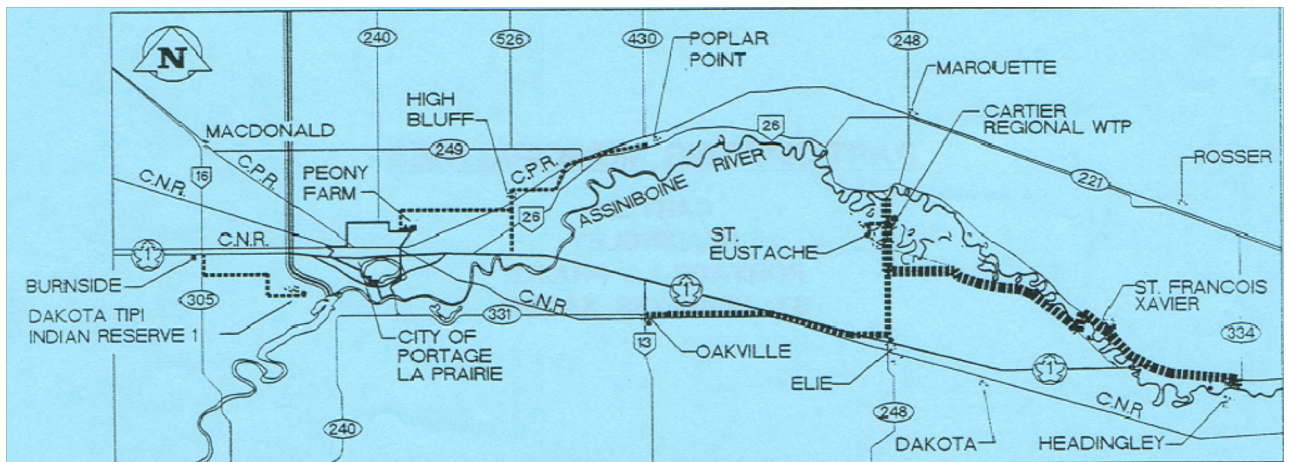 N
240
526
430
POPLAR
POINT
248
MARQUETTE
CARTIER
REGIONAL WTP
HIGH
BLUFF
26
MACDONALD
249
ROSSER
16
C.P.R.
PEONY
FARM
C.P.R.
RIVER
221
C.N.R.
ASSINIBOINE
26
C.N.R.
ST.
EUSTACHE
1
BURNSIDE
305
C.N.R.
1
ST. FRANCOIS
XAVIER
DAKOTA TIPI
INDIAN RESERVE 1
331
334
CITY OF
PORTAGE
LA PRAIRIE
13
OAKVILLE
ELIE
1
C.N.R
240
248
DAKOTA
HEADINGLEY